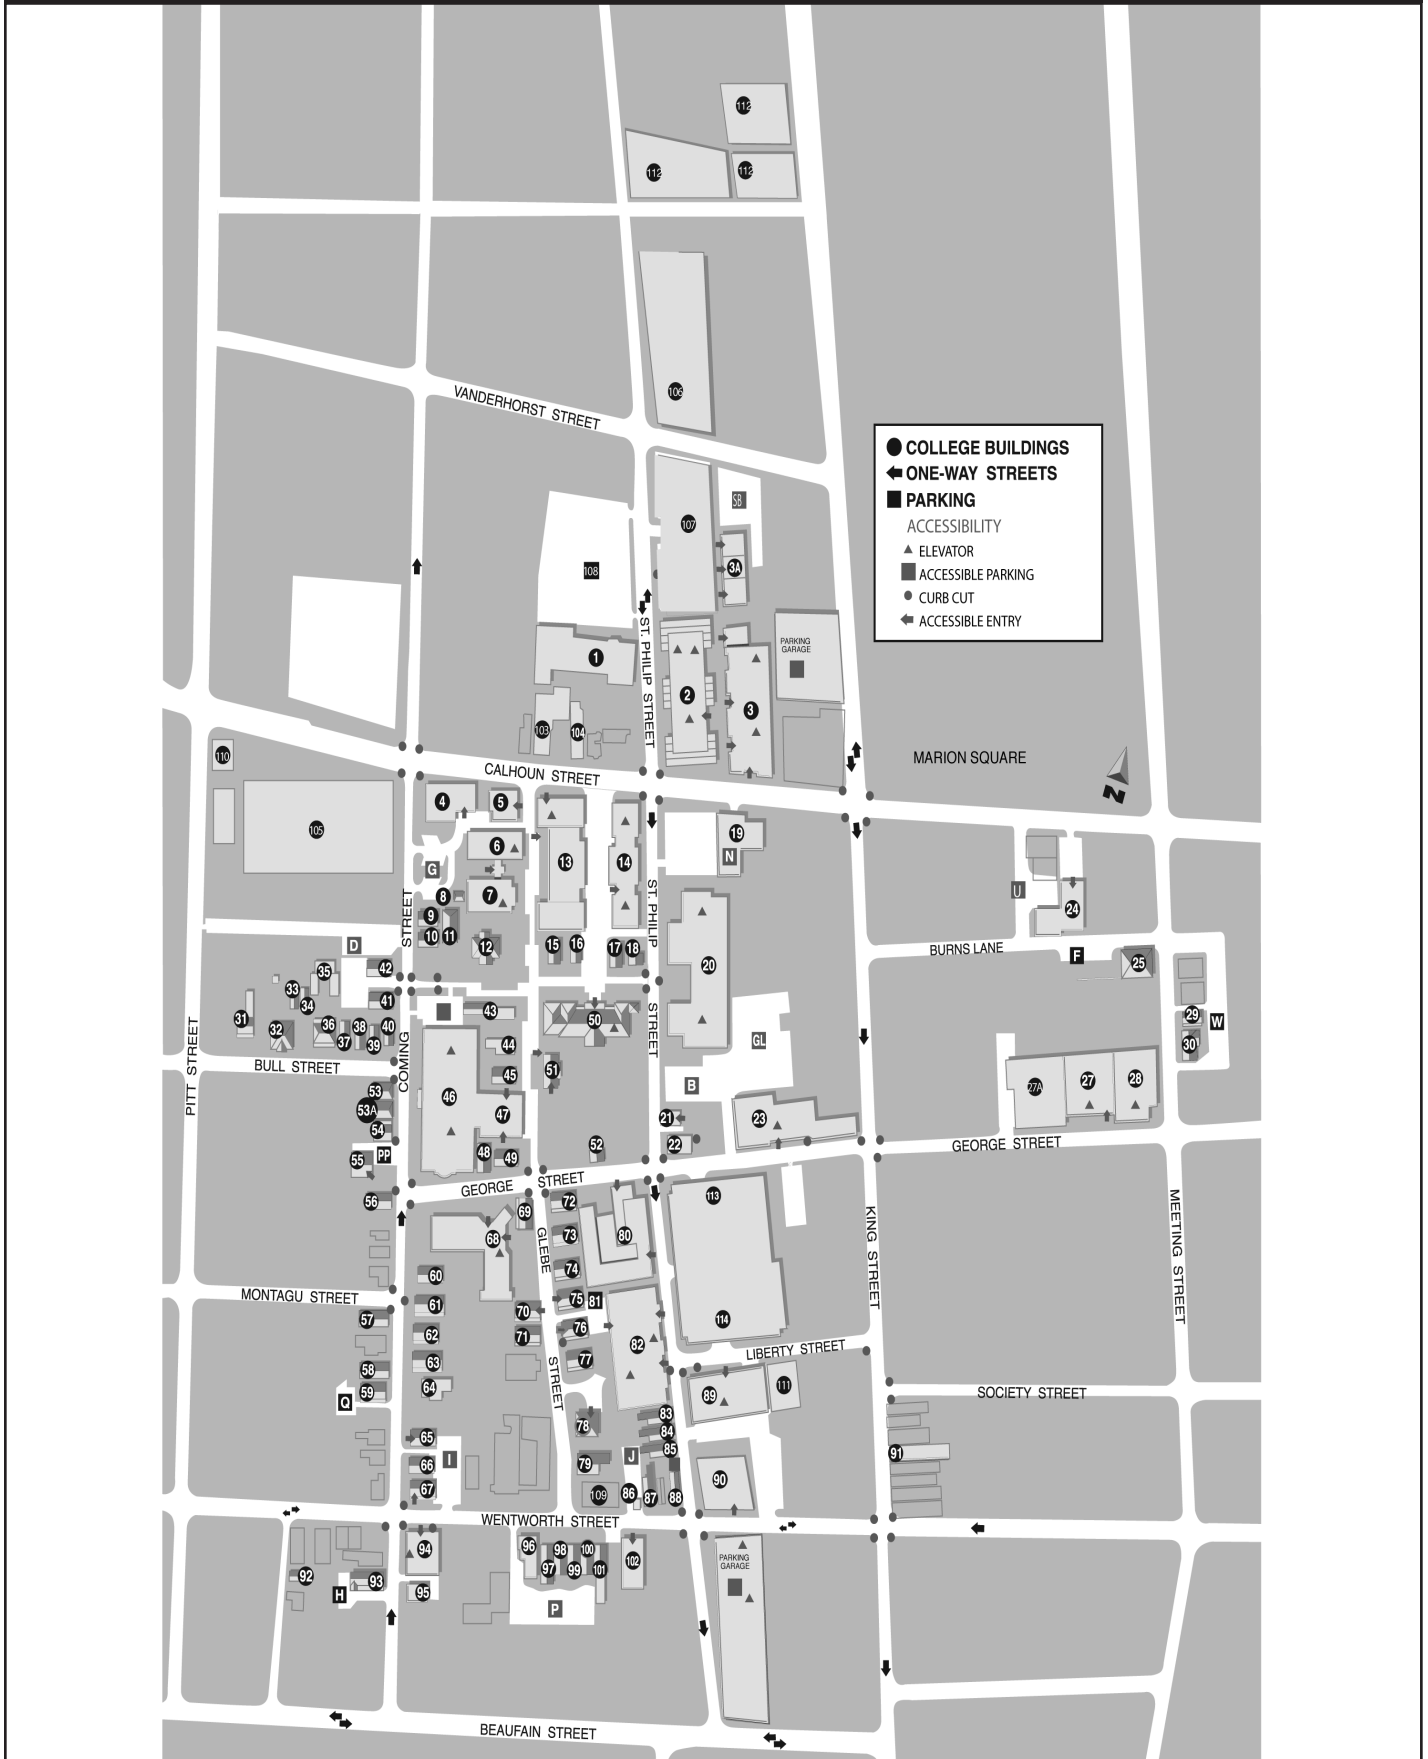 112
112
112
106
VANDERHORST STREET
COLLEGE BUILDINGS
ONE-WAY STREETS
PARKING
ACCESSIBILITY
ELEVATOR
ACCESSIBLE PARKING
CURB CUT
ACCESSIBLE ENTRY
SB
107
108
3A
ST. PHILIP STREET
1
PARKING
GARAGE
2
3
103
104
110
MARION SQUARE
N
CALHOUN STREET
4
5
105
19
N
6
13
14
G
7
8
U
24
STREET
9
10
11
12
ST. PHILIP
15
16
17
18
20
BURNS LANE
F
25
D
42
35
33
34
41
31
32
36
37
38
39
40
43
50
STREET
29
30
W
GL
44
45
51
46
47
BULL STREET
COMING
PITT STREET
53
53A
54
B
21
22
23
27A
27
28
GEORGE STREET
PP
55
48
49
52
56
GEORGE STREET
69
72
113
MEETING STREET
KING STREET
68
GLEBE
73
80
74
60
MONTAGU STREET
61
70
75
81
76
114
57
62
71
82
LIBERTY STREET
63
77
STREET
58
59
64
89
111
SOCIETY STREET
Q
78
83
84
85
65
I
66
67
79
J
91
90
109
86
87
88
WENTWORTH STREET
94
96
97
98
99
100
101
102
PARKING
GARAGE
92
93
H
95
P
BEAUFAIN STREET